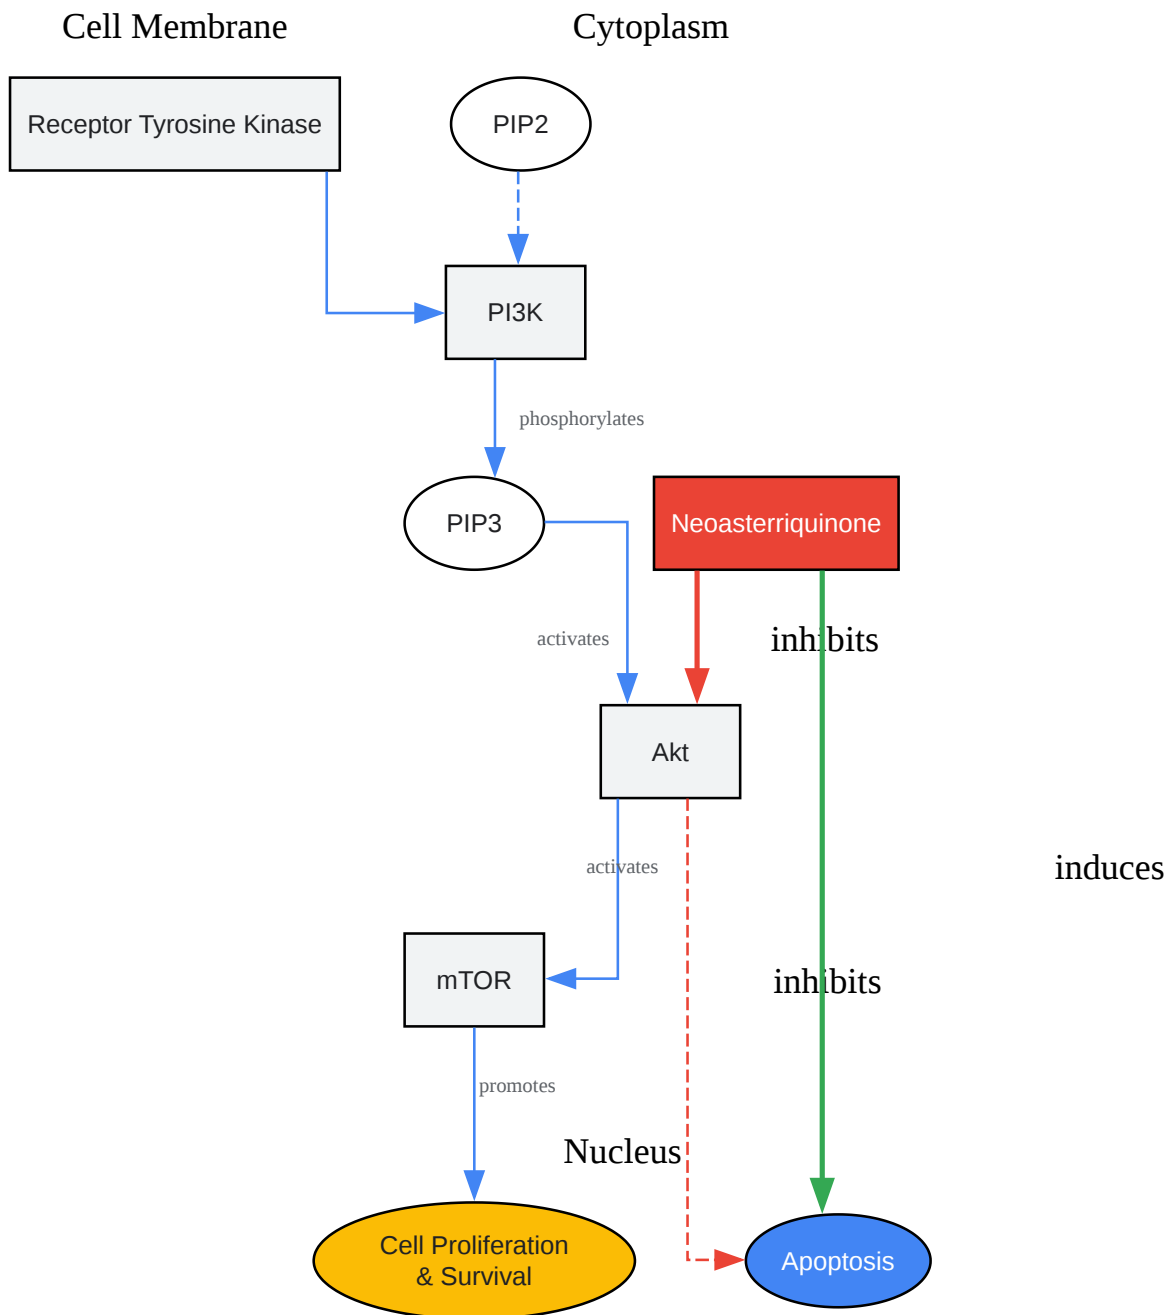 Cell Membrane
Cytoplasm
Receptor Tyrosine Kinase
PIP2
PI3K
phosphorylates
PIP3
Neoasterriquinone
activates
inhibits
Akt
activates
induces
mTOR
inhibits
promotes
Nucleus
Cell Proliferation
& Survival
Apoptosis